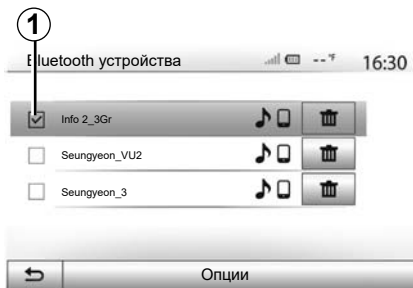 1
Bluetooth устройства -- °F 16:30
Info 2_3Gr
Seungyeon_VU2
Seungyeon_3
Опции